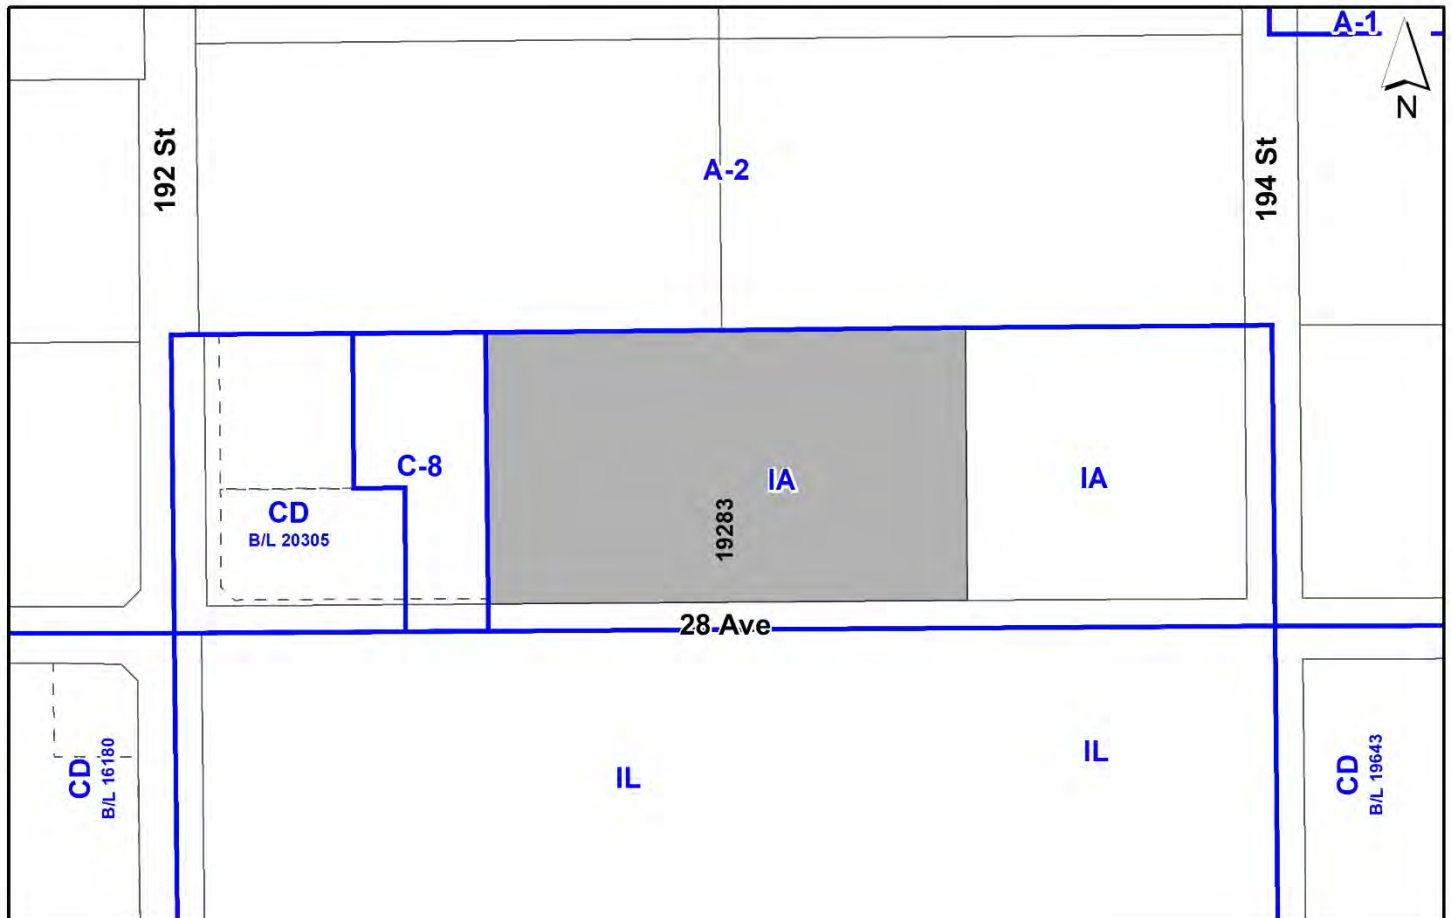 A-1
N
192 St
A-2
194 St
C-8
IA
IA
CD
B/L 20305
19283
28 Ave
IL
IL
CD
B/L 16180
CD
B/L 19643